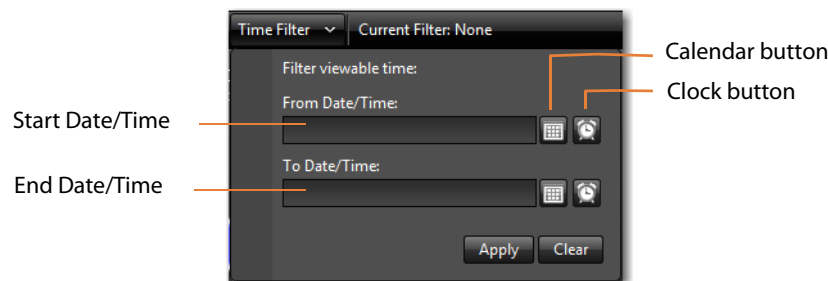 Time Filter Current Filter: None
Calendar button
Filter viewable time:
Clock button
From Date/Time:
Start Date/Time
To Date/Time:
End Date/Time
Apply Clear